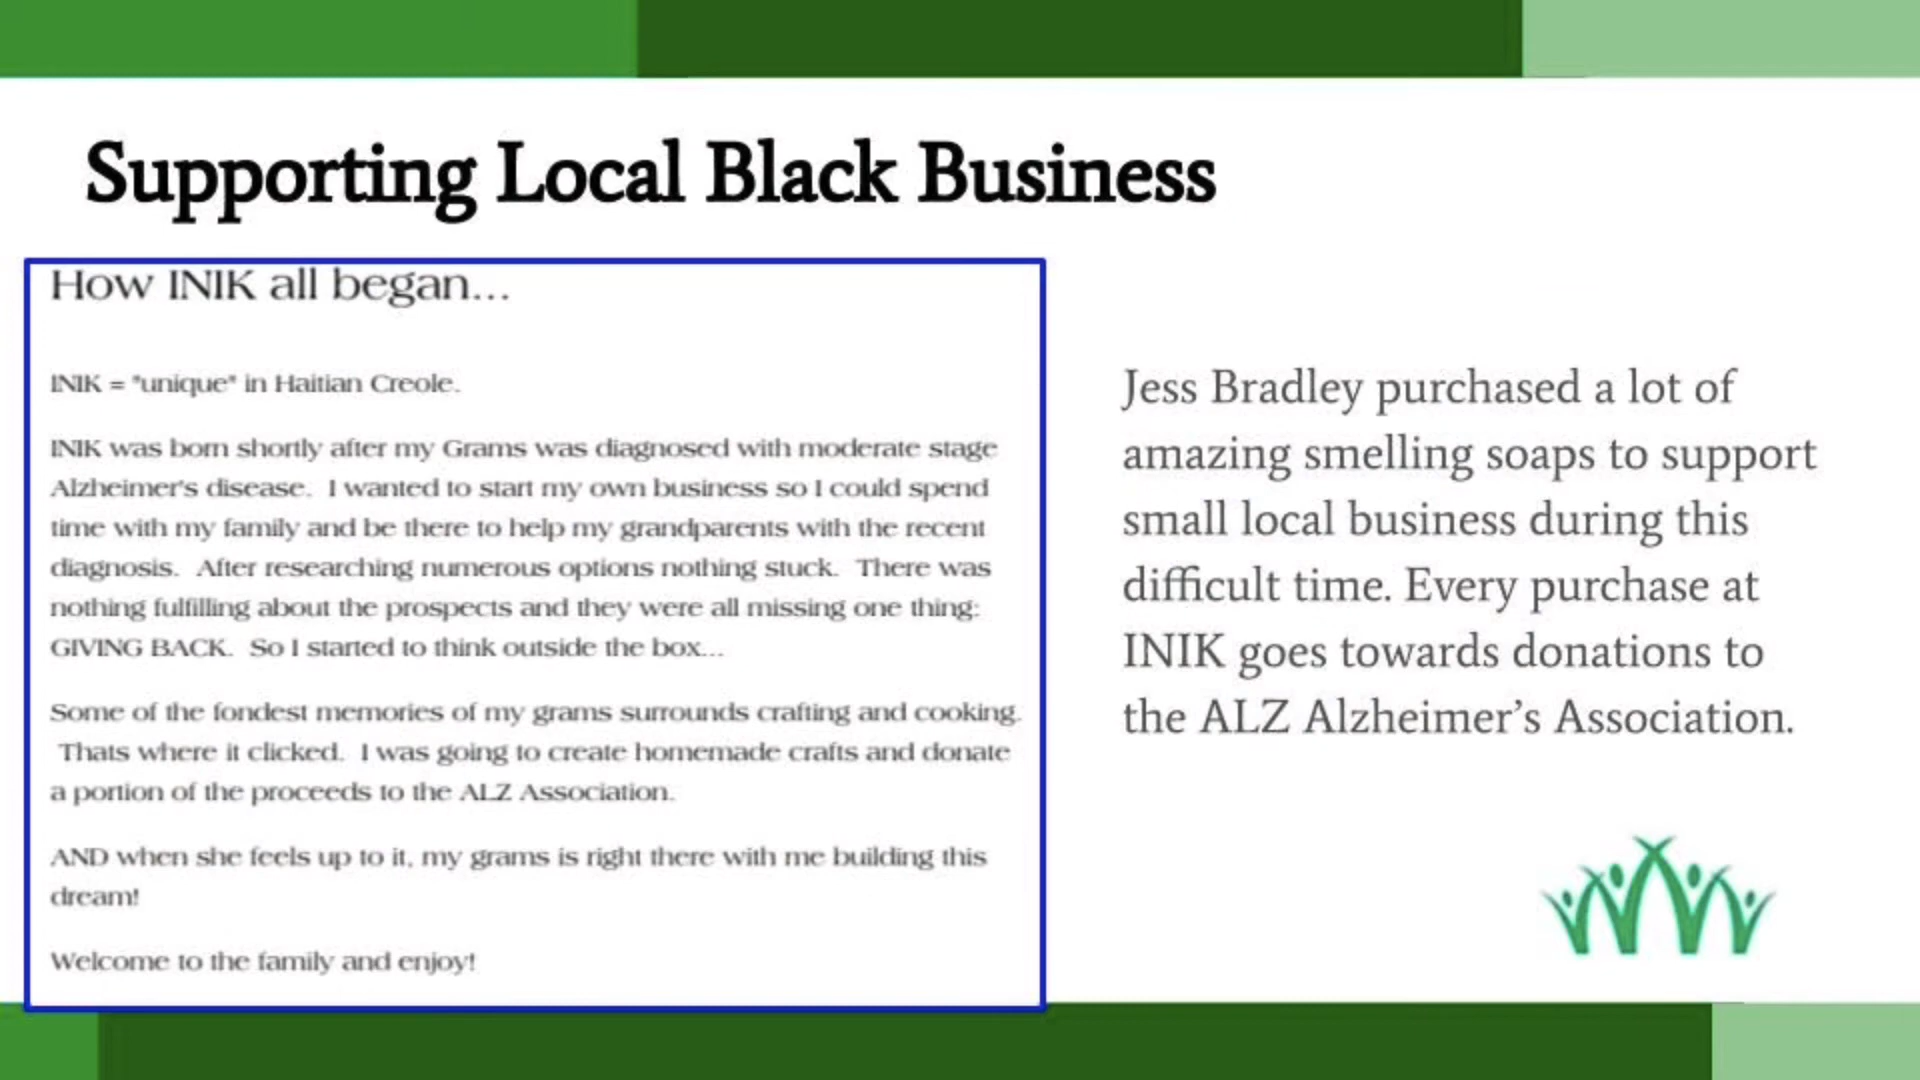 Supporting Local Black Business
How INIK all began...
INIK = "unique" in Haitian Creole.
INIK was born shortly after my Grams was diagnosed with moderate stage
Alzheimer's disease. I wanted to start my own business so I could spend
time with my family and be there to help my grandparents with the recent
diagnosis. After researching numerous options nothing stuck. There was
nothing fulfilling about the prospects and they were all missing one thing:
GIVING BACK. So I started to think outside the box...
Some of the fondest memories of my grams surrounds crafting and cooking.
Thats where it clicked. I was going to create homemade crafts and donate
a portion of the proceeds to the ALZ Association.
AND when she feels up to it, my grams is right there with me building this
dream!
Welcome to the family and enjoy!
Jess Bradley purchased a lot of
amazing smelling soaps to support
small local business during this
difficult time. Every purchase at
INIK goes towards donations to
the ALZ Alzheimer’s Association.